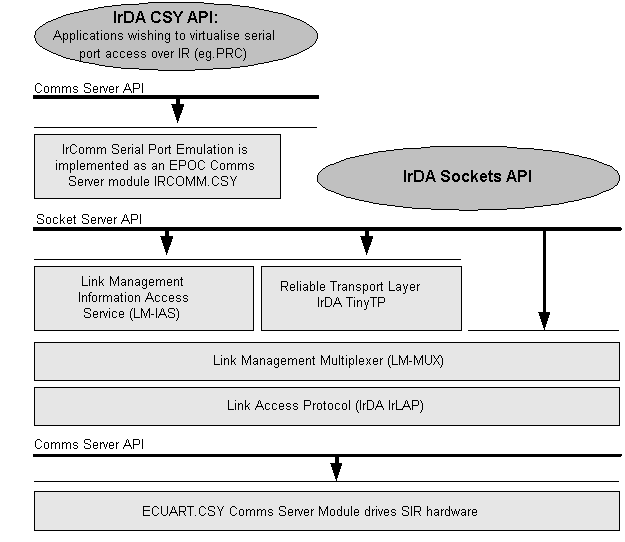 IrDA CSY API:
Applications wishing to virtualise serial
port access over IR (eg.PRC)
Comms Server API
IrComm Serial Port Emulation is
implemented as an EPOC Comms
Server module IRCOMM.CSY
IrDA Sockets API
Socket Server API
Link Management
Information Access
Service (LM-IAS)
Reliable Transport Layer
IrDA TinyTP
Link Management Multiplexer (LM-MUX)
Link Access Protocol (IrDA IrLAP)
Comms Server API
ECUART.CSY Comms Server Module drives SIR hardware